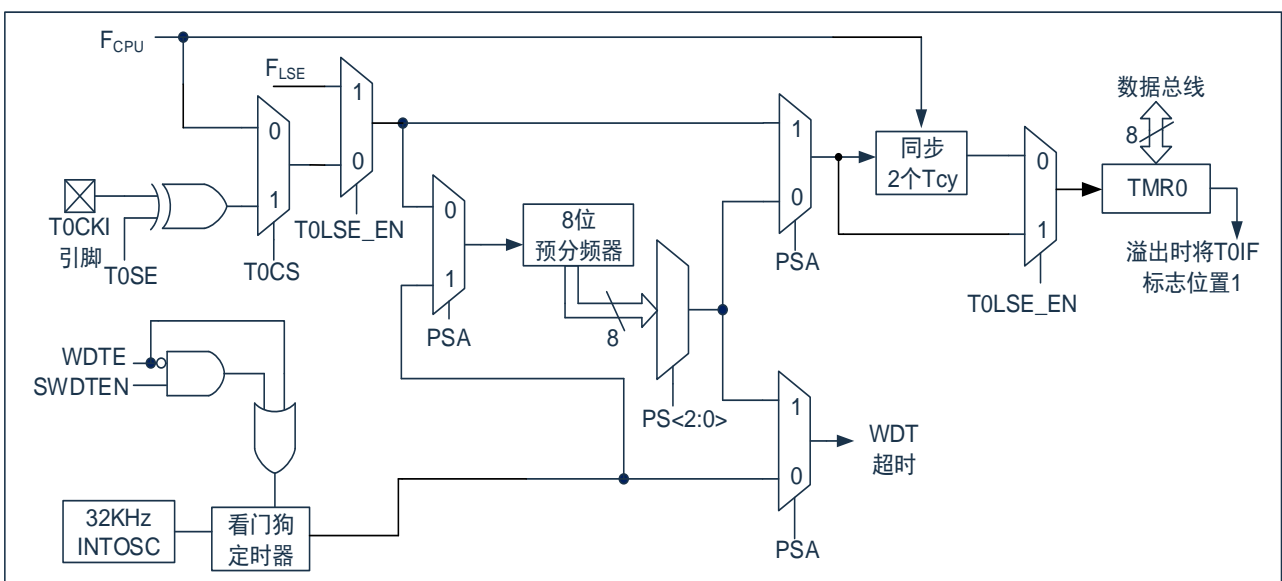 FCPU
FLSE
1
0
0
1
T0CKI
引脚
T0SE
T0CS
T0LSE_EN
0
1
PSA
8位
预分频器
8
PS<2:0>
1
0
PSA
同步
2个Tcy
0
1
T0LSE_EN
数据总线
8
TMR0
溢出时将T0IF
标志位置1
WDTE
SWDTEN
32KHz
INTOSC
看门狗
定时器
1
0
PSA
WDT
超时